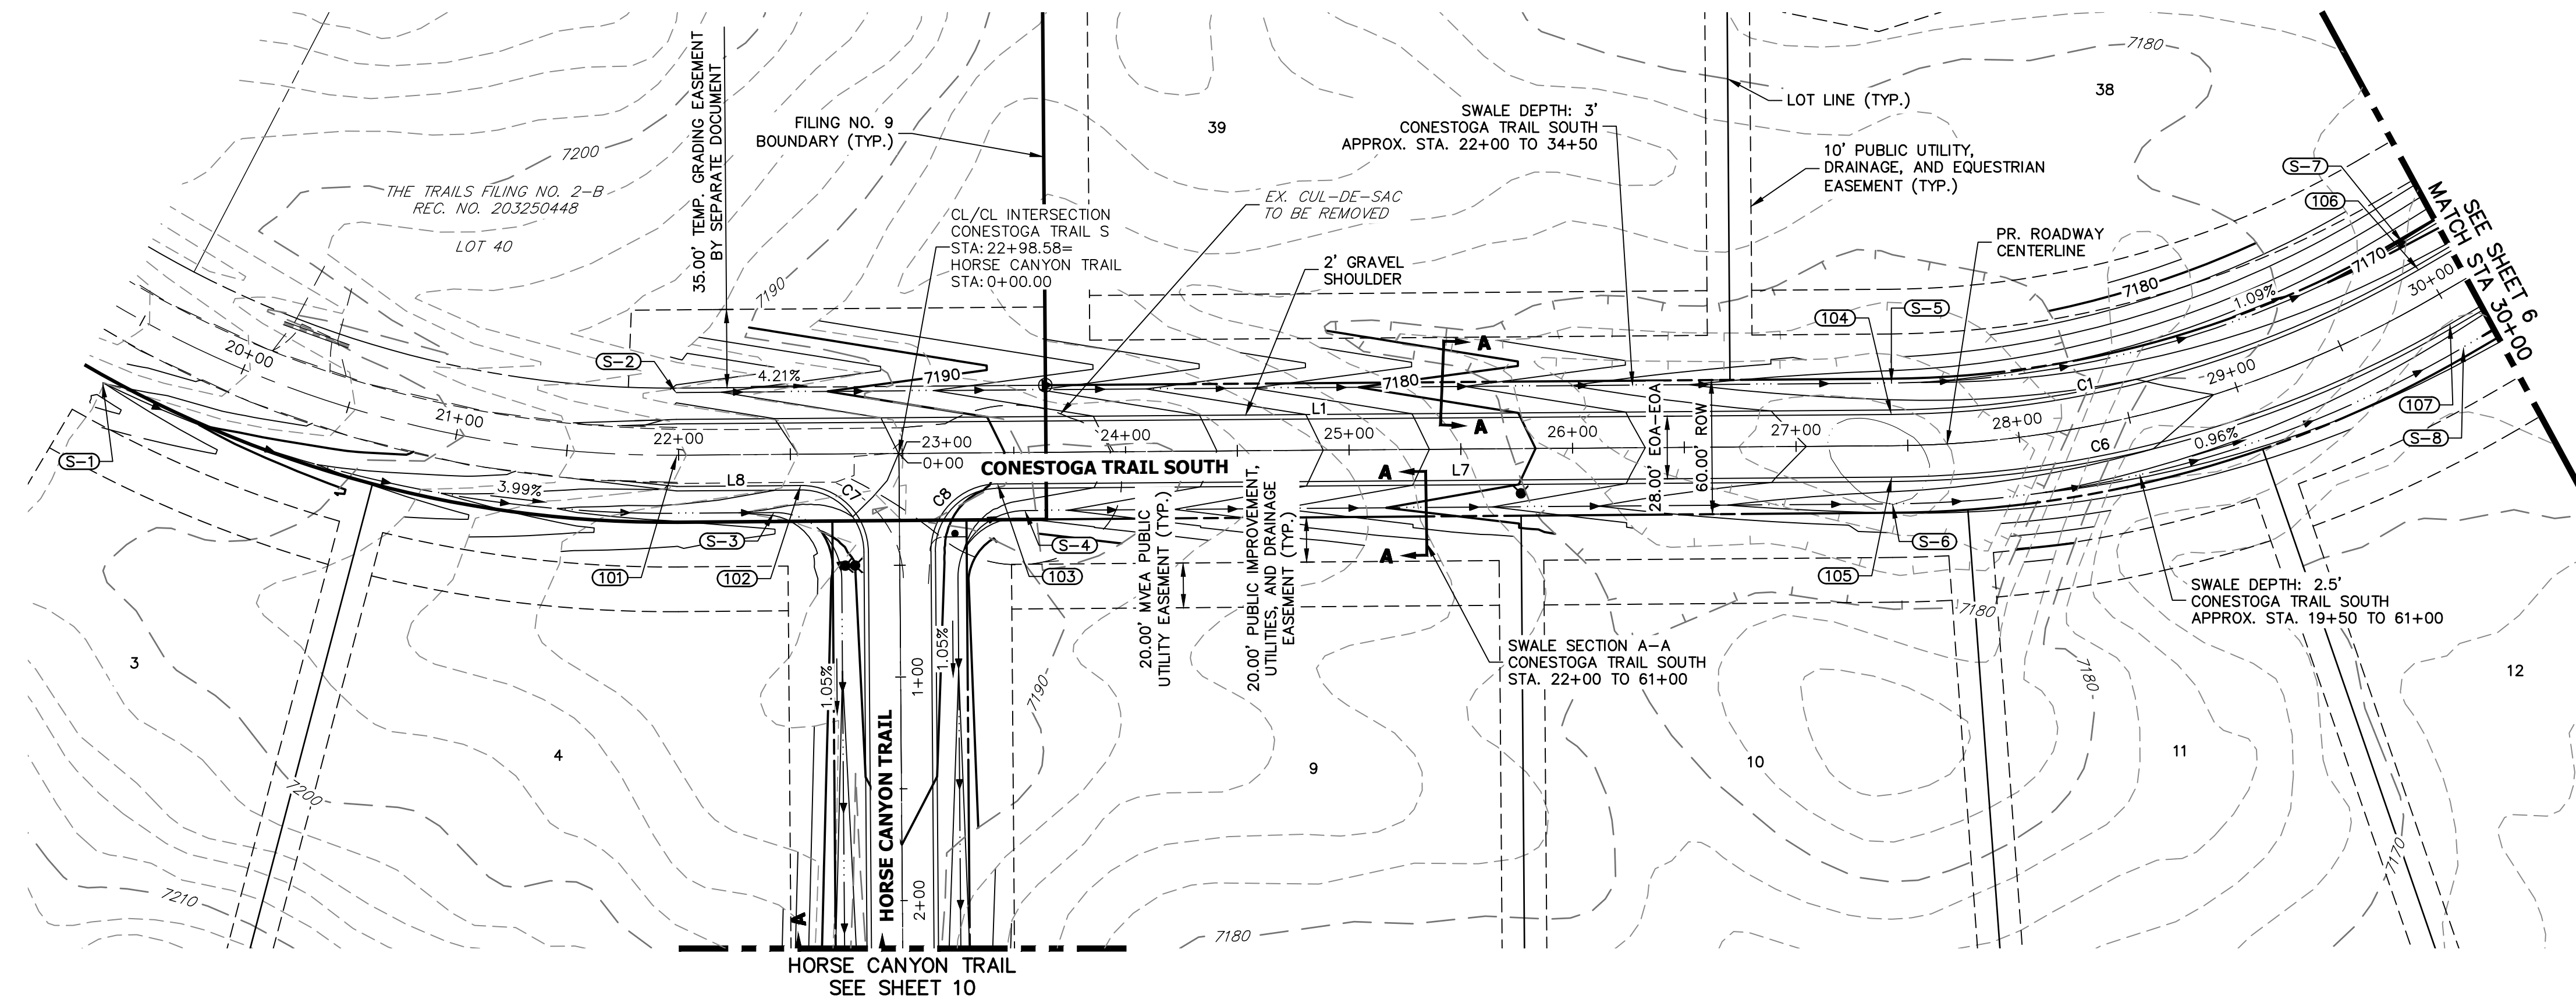 35.00' TEMP. GRADING EASEMENT
BY SEPARATE DOCUMENT
FILING NO. 9
BOUNDARY (TYP.)
7200
THE TRAILS FILING NO. 2-B
REC. NO. 203250448
LOT 40
7190
CL/CL INTERSECTION
CONESTOGA TRAIL S
STA: 22+98.58=
HORSE CANYON TRAIL
STA: 0+00.00
39
EX. CUL-DE-SAC
TO BE REMOVED
2' GRAVEL
SHOULDER
SWALE DEPTH: 3'
CONESTOGA TRAIL SOUTH
APPROX. STA. 22+00 TO 34+50
LOT LINE (TYP.)
10' PUBLIC UTILITY,
DRAINAGE, AND EQUESTRIAN
EASEMENT (TYP.)
PR. ROADWAY
CENTERLINE
7180
38
S-7
106
SEE SHEET 6
MATCH STA 30+00
7170
30+00
1.09%
7180
S-5
104
S-2
4.21%
7190
7180
A
A
20+00
21+00
22+00
23+00
0+00
24+00
25+00
26+00
27+00
28+00
29+00
L1
C1
C6
L7
L8
C7
C8
CONESTOGA TRAIL SOUTH
28.00' EOA-EOA
60.00' ROW
0.96%
107
S-8
S-1
3.99%
S-3
101
102
S-4
103
A
A
S-6
105
20.00' MVEA PUBLIC
UTILITY EASEMENT (TYP.)
20.00' PUBLIC IMPROVEMENT,
UTILITIES, AND DRAINAGE
EASEMENT (TYP.)
SWALE SECTION A-A
CONESTOGA TRAIL SOUTH
STA. 22+00 TO 61+00
SWALE DEPTH: 2.5'
CONESTOGA TRAIL SOUTH
APPROX. STA. 19+50 TO 61+00
7180
7180
3
4
9
10
11
12
7200
7210
7190
7180
7170
1.05%
1.05%
1+00
2+00
HORSE CANYON TRAIL
A
HORSE CANYON TRAIL
SEE SHEET 10